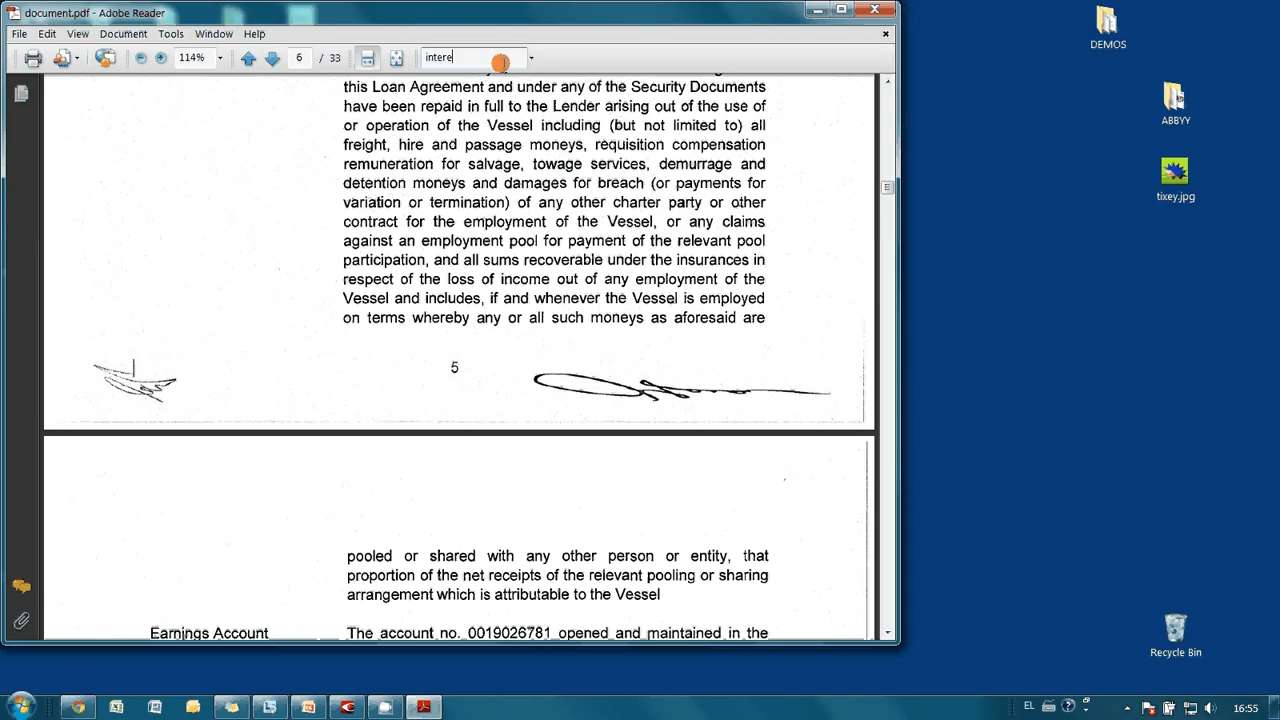 document.pdf - Adobe Reader
File Edit View Document Tools Window Help
114% 6 / 33 intere
this Loan Agreement and under any of the Security Documents
have been repaid in full to the Lender arising out of the use of
or operation of the Vessel including (but not limited to) all
freight, hire and passage moneys, requisition compensation
remuneration for salvage, towage services, demurrage and
detention moneys and damages for breach (or payments for
variation or termination) of any other charter party or other
contract for the employment of the Vessel, or any claims
against an employment pool for payment of the relevant pool
participation, and all sums recoverable under the insurances in
respect of the loss of income out of any employment of the
Vessel and includes, if and whenever the Vessel is employed
on terms whereby any or all such moneys as aforesaid are
5
pooled or shared with any other person or entity, that
proportion of the net receipts of the relevant pooling or sharing
arrangement which is attributable to the Vessel
Earnings Account The account no. 0019026781 opened and maintained in the
DEMOS
ABBYY
tixey.jpg
Recycle Bin
EL 16:55